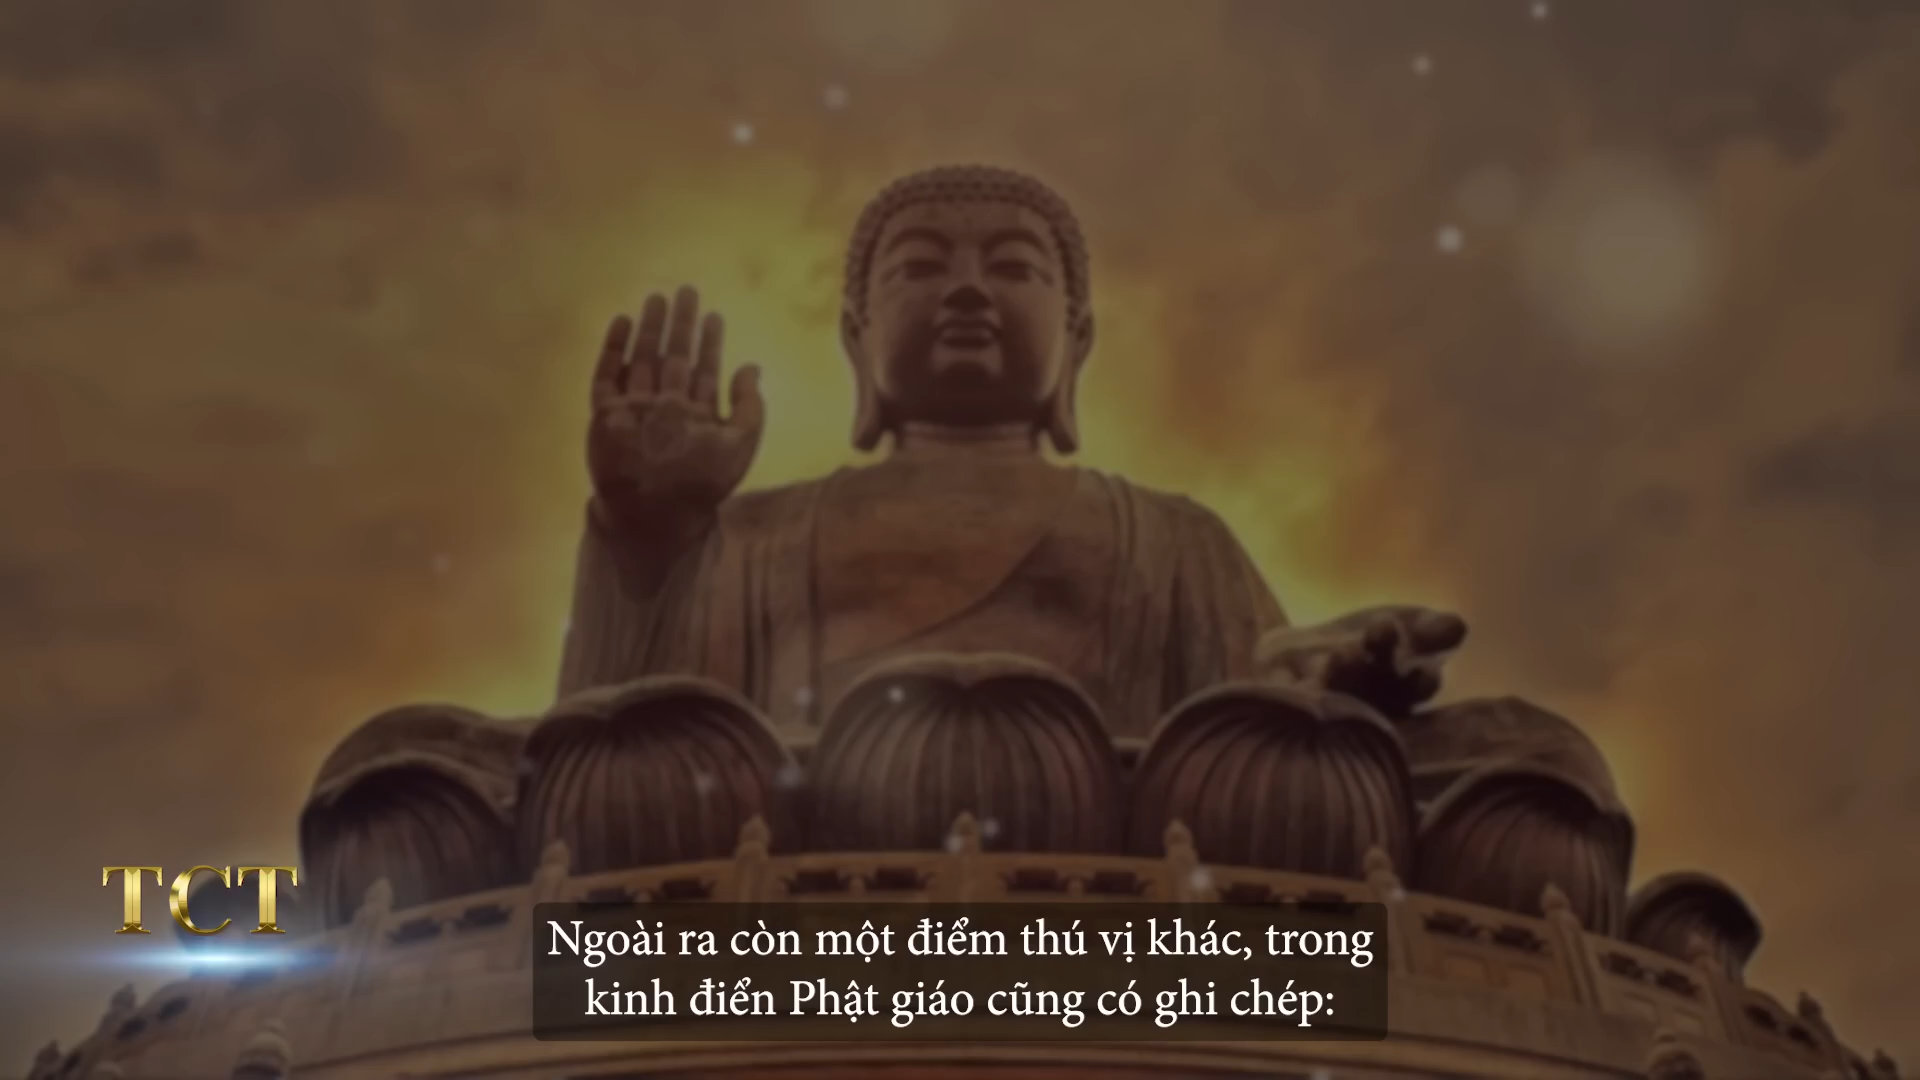 TCT
Ngoài ra còn một điểm thú vị khác, trong
kinh điển Phật giáo cũng có ghi chép: